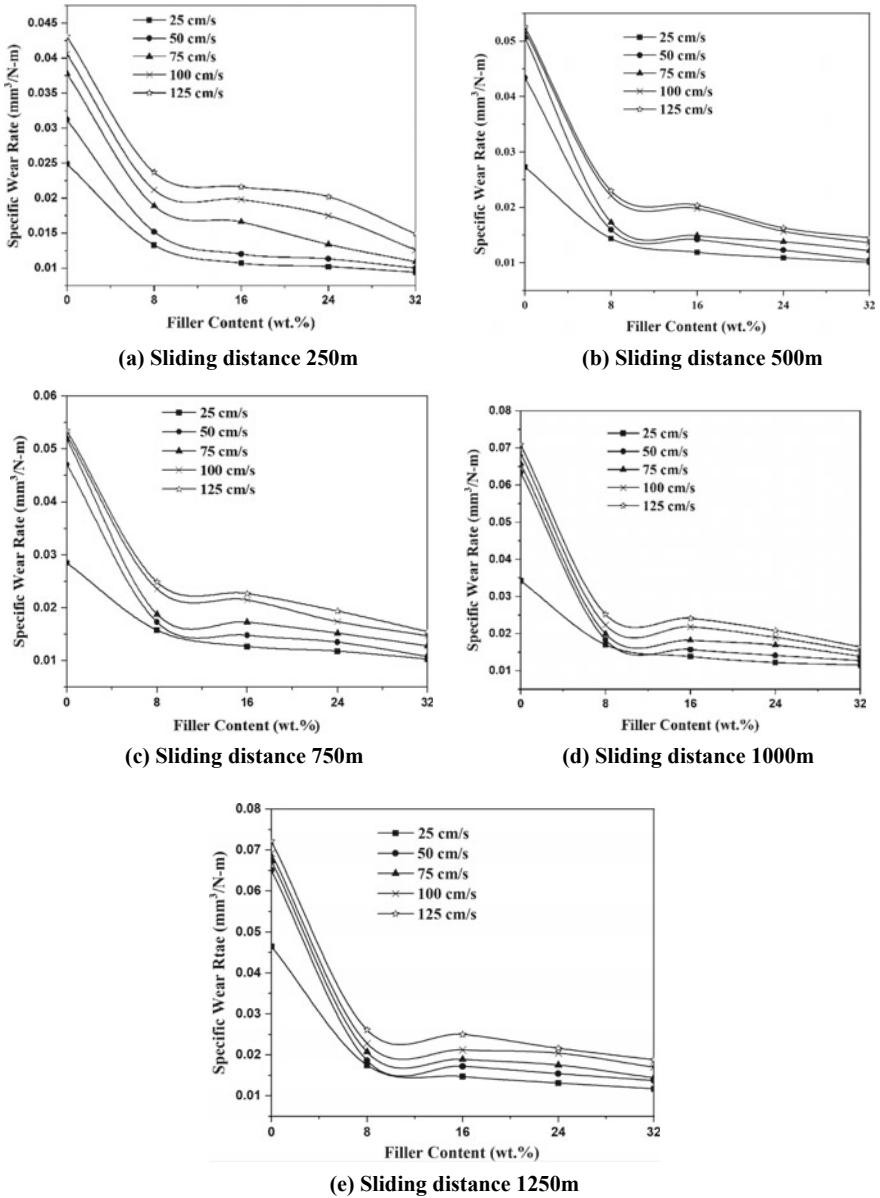 25 cm/s
50 cm/s
75 cm/s
100 cm/s
125 cm/s
0.045
0.04
0.035
0.03
0.025
0.02
0.015
0.01
Specific Wear Rate (mm³/N-m)
0 8 16 24 32
Filler Content (wt.%)
(a) Sliding distance 250m
25 cm/s
50 cm/s
75 cm/s
100 cm/s
125 cm/s
0.05
0.04
0.03
0.02
0.01
Specific Wear Rate (mm³/N-m)
0 8 16 24 32
Filler Content (wt.%)
(b) Sliding distance 500m
25 cm/s
50 cm/s
75 cm/s
100 cm/s
125 cm/s
0.06
0.05
0.04
0.03
0.02
0.01
Specific Wear Rate (mm³/N-m)
0 8 16 24 32
Filler Content (wt.%)
(c) Sliding distance 750m
25 cm/s
50 cm/s
75 cm/s
100 cm/s
125 cm/s
0.08
0.07
0.06
0.05
0.04
0.03
0.02
0.01
Specific Wear Rate (mm³/N-m)
0 8 16 24 32
Filler Content (wt.%)
(d) Sliding distance 1000m
25 cm/s
50 cm/s
75 cm/s
100 cm/s
125 cm/s
0.08
0.07
0.06
0.05
0.04
0.03
0.02
0.01
Specific Wear Rtae (mm³/N-m)
0 8 16 24 32
Filler Content (wt.%)
(e) Sliding distance 1250m